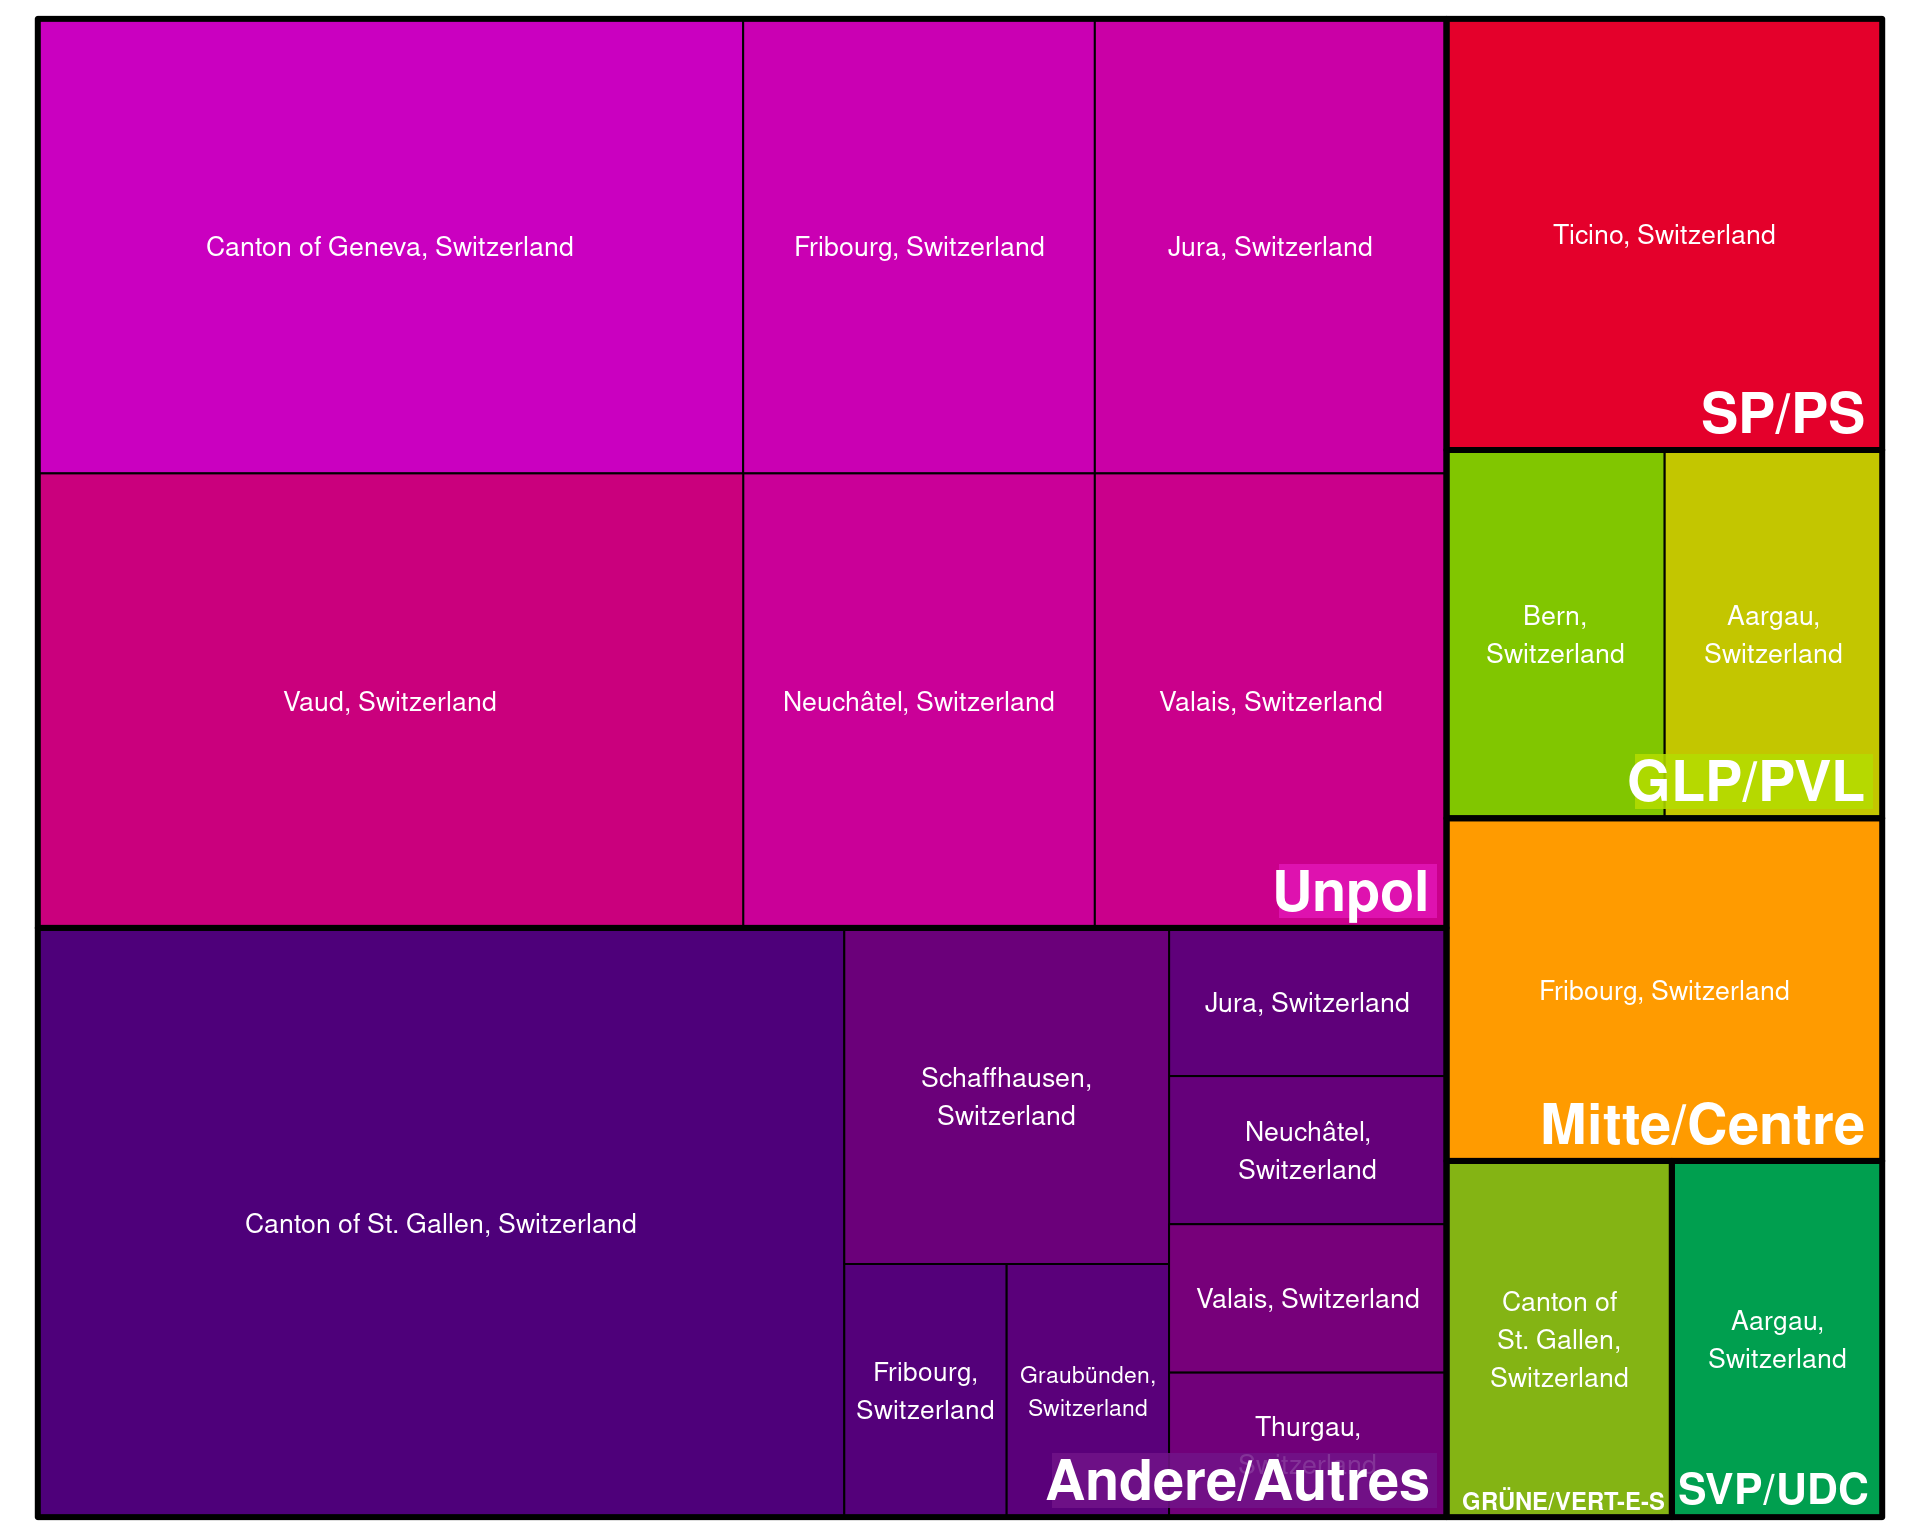 Canton of Geneva, Switzerland
Fribourg, Switzerland
Jura, Switzerland
Vaud, Switzerland
Neuchâtel, Switzerland
Valais, Switzerland
Unpol
Canton of St. Gallen, Switzerland
Schaffhausen,
Switzerland
Fribourg,
Switzerland
Graubünden,
Switzerland
Jura, Switzerland
Neuchâtel,
Switzerland
Valais, Switzerland
Thurgau,
Switzerland
Andere/Autres
Ticino, Switzerland
SP/PS
Bern,
Switzerland
Aargau,
Switzerland
GLP/PVL
Fribourg, Switzerland
Mitte/Centre
Canton of
St. Gallen,
Switzerland
GRÜNE/VERT-E-S
Aargau,
Switzerland
SVP/UDC